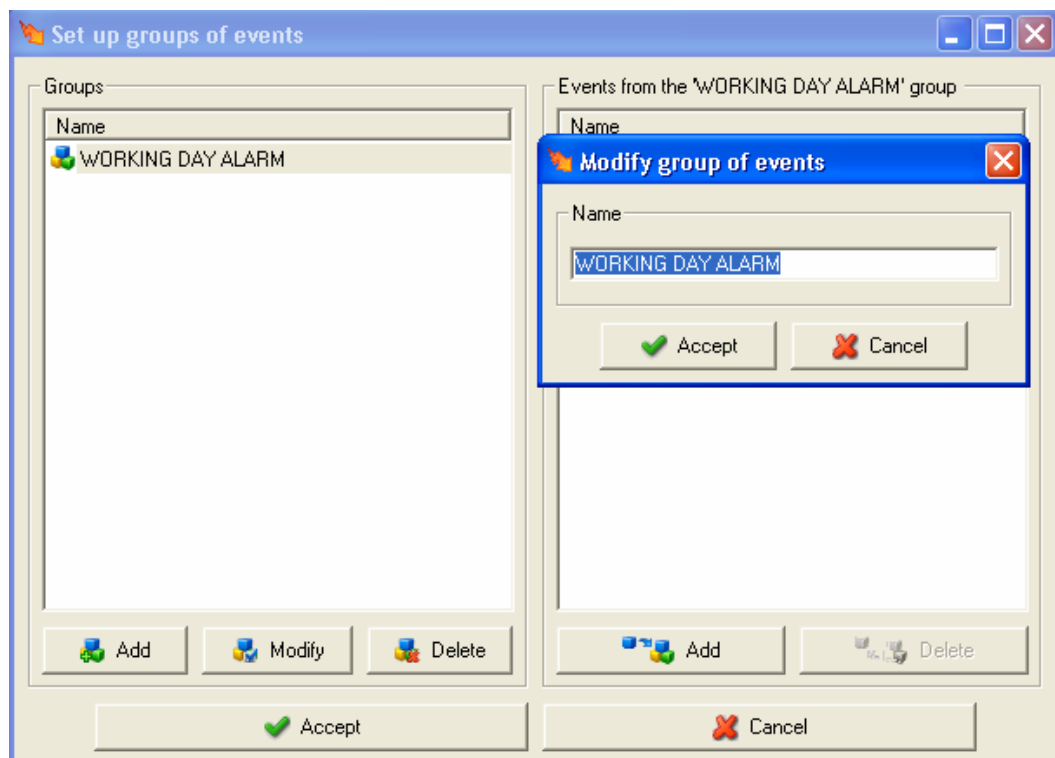 Set up groups of events
Groups
Name
WORKING DAY ALARM
Add
Modify
Delete
Events from the 'WORKING DAY ALARM' group
Name
Modify group of events
Name
WORKING DAY ALARM
Accept
Cancel
Add
Delete
Accept
Cancel